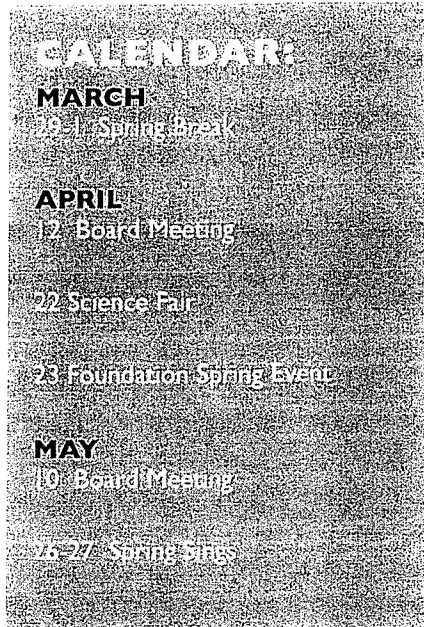 CALENDAR:
MARCH
29-1 Spring Break
APRIL
12 Board Meeting
22 Science Fair
23 Foundation Spring Event
MAY
10 Board Meeting
26-27 Spring Sings